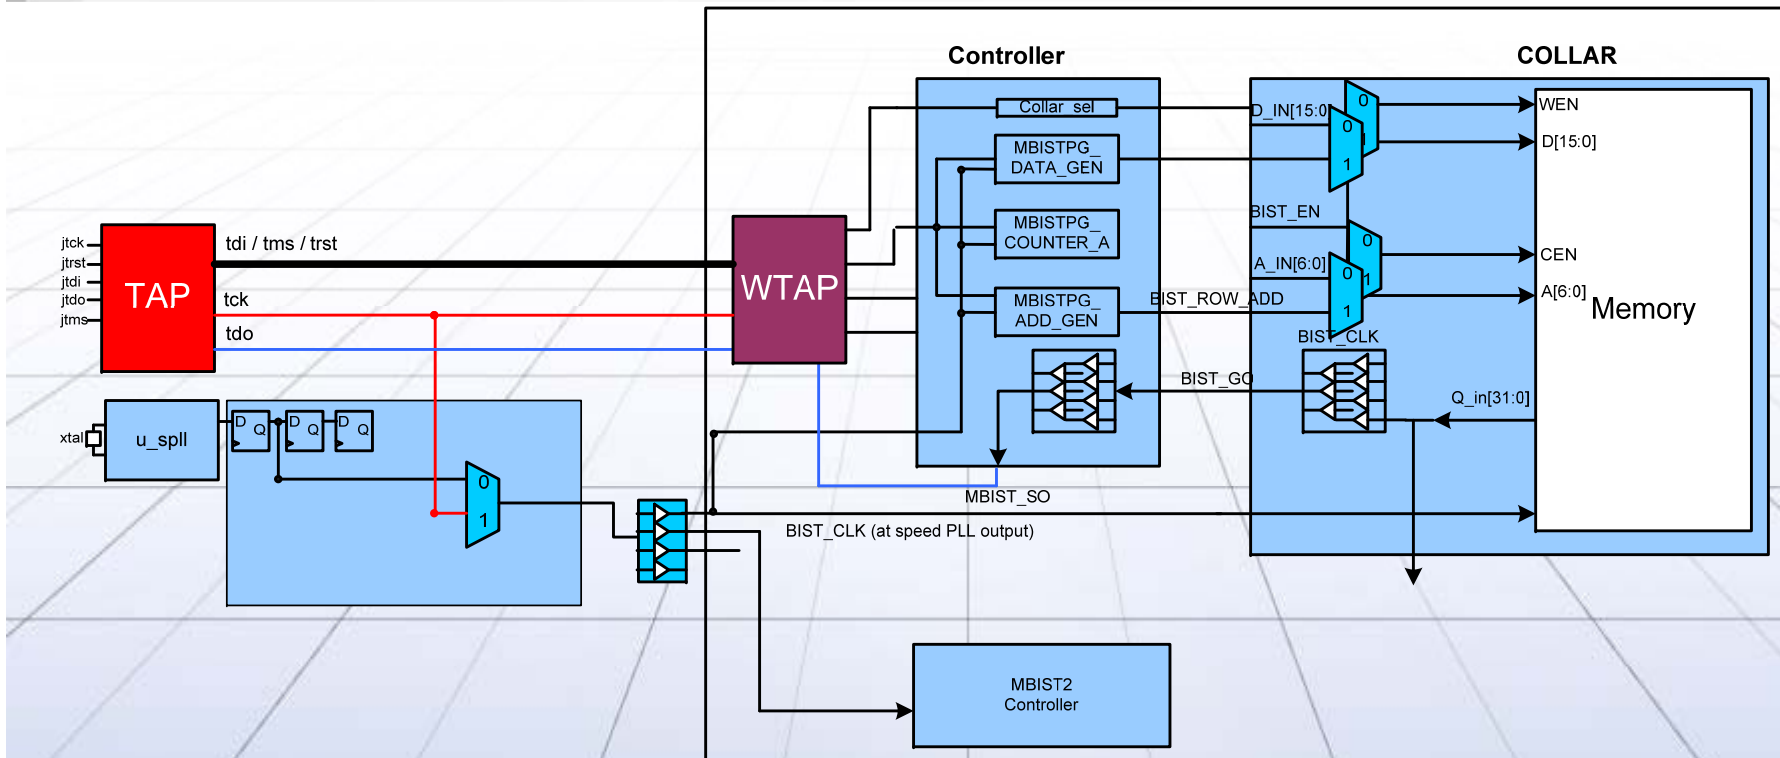 Controller
COLLAR
Collar sel
D_IN[15:0]
0
WEN
0
1
D[15:0]
MBISTPG_
DATA_GEN
1
jtck
jtrst
jtdi
jtdo
jtms
TAP
tdi / tms / trst
tck
tdo
WTAP
MBISTPG_
COUNTER_A
BIST_EN
0
CEN
A_IN[6:0]
0
1
A[6:0]
MBISTPG_
ADD_GEN
BIST_ROW_ADD
1
Memory
BIST_CLK
BIST_GO
Q_in[31:0]
xtal
u_spll
D
Q
D
Q
D
Q
0
1
MBIST_SO
BIST_CLK (at speed PLL output)
MBIST2
Controller